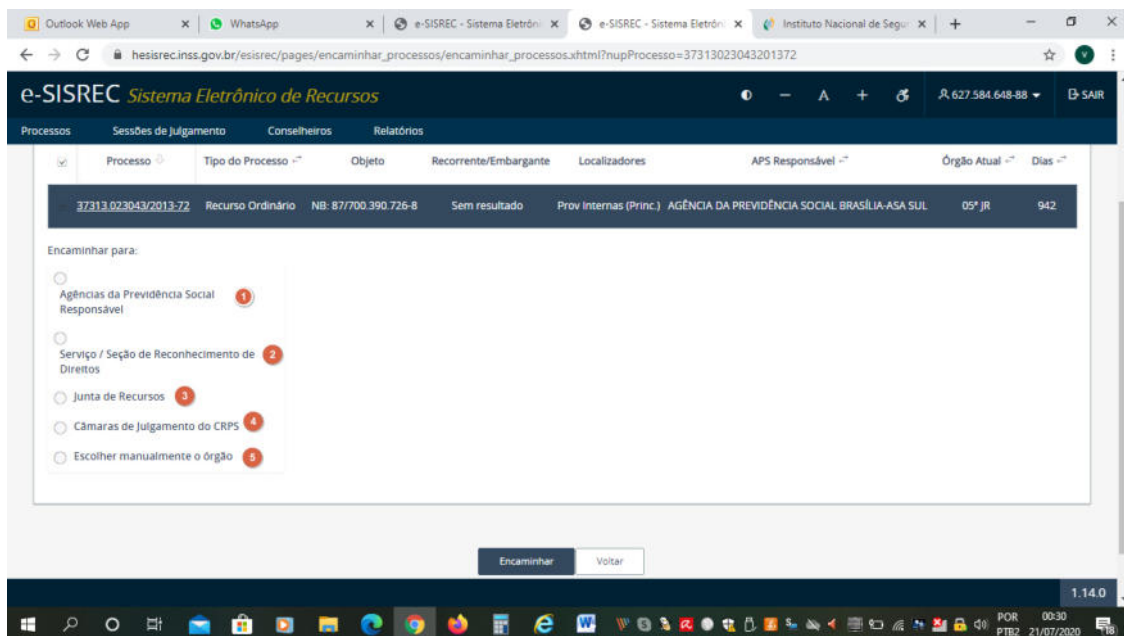 Outlook Web App
WhatsApp
e-SISREC - Sistema Eletrôni
e-SISREC - Sistema Eletrôni
Instituto Nacional de Segur
hesisrec.inss.gov.br/esisrec/pages/encaminhar_processos/encaminhar_processos.xhtml?nupProcesso=37313023043201372
V
e-SISREC Sistema Eletrônico de Recursos
A
627.584.648-88
SAIR
Processos Sessões de Julgamento Conselheiros Relatórios
Processo Tipo do Processo Objeto Recorrente/Embargante Localizadores APS Responsável Órgão Atual Dias
37313.023043/2013-72 Recurso Ordinário NB: 87/700.390.726-8 Sem resultado Prov Internas (Princ.) AGÊNCIA DA PREVIDÊNCIA SOCIAL BRASÍLIA-ASA SUL 05ª JR 942
Encaminhar para:
Agências da Previdência Social
Responsável
1
Serviço / Seção de Reconhecimento de
Direitos
2
Junta de Recursos 3
Câmaras de Julgamento do CRPS 4
Escolher manualmente o órgão 5
Encaminhar Voltar
1.14.0
POR
PTB2
00:30
21/07/2020
18